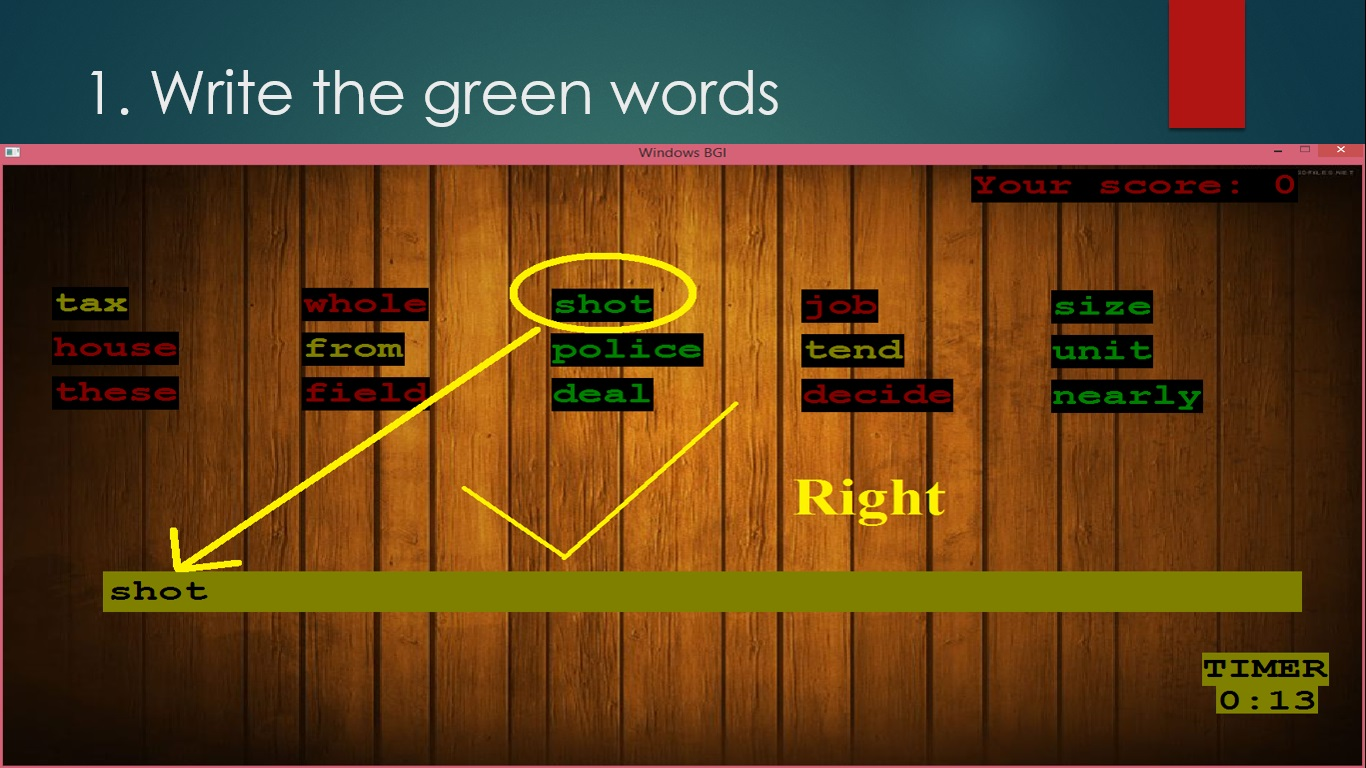 1. Write the green words
Windows BGI
Your score: 0
tax whole shot job size
house from police tend unit
these field deal decide nearly
Right
shot
TIMER
0:13